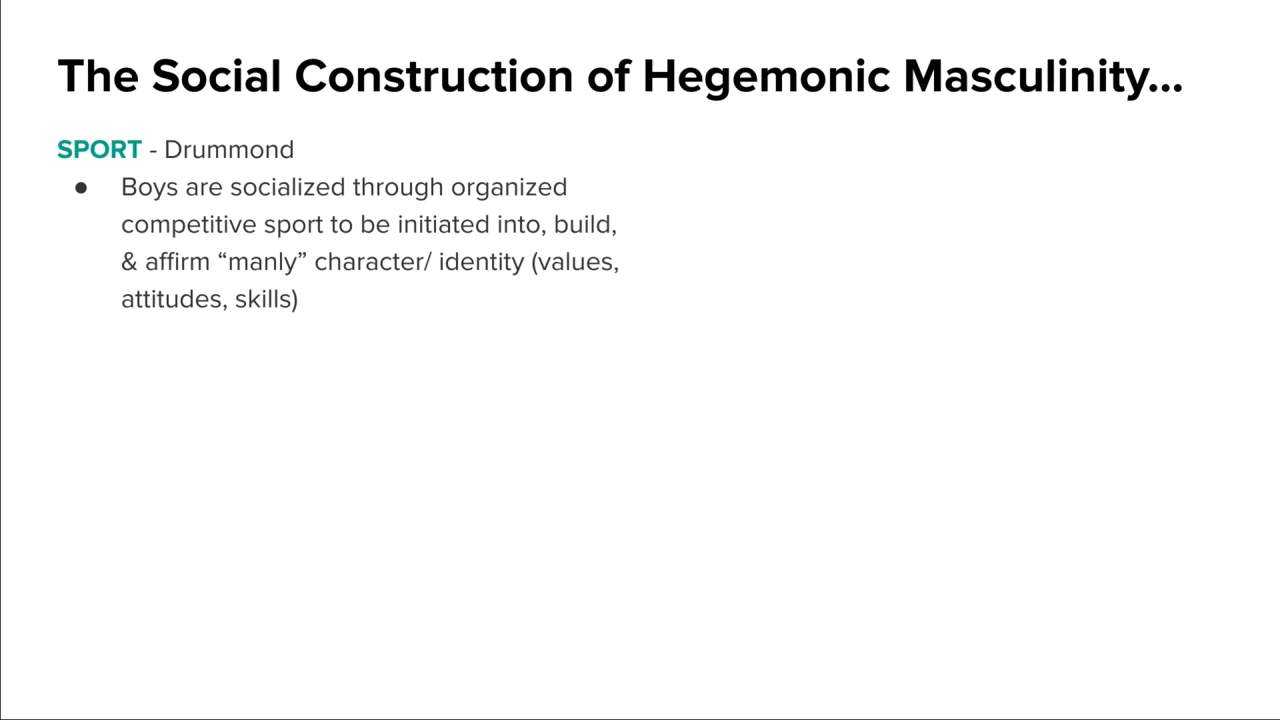 The Social Construction of Hegemonic Masculinity...
SPORT - Drummond
● Boys are socialized through organized
competitive sport to be initiated into, build,
& affirm “manly” character/ identity (values,
attitudes, skills)